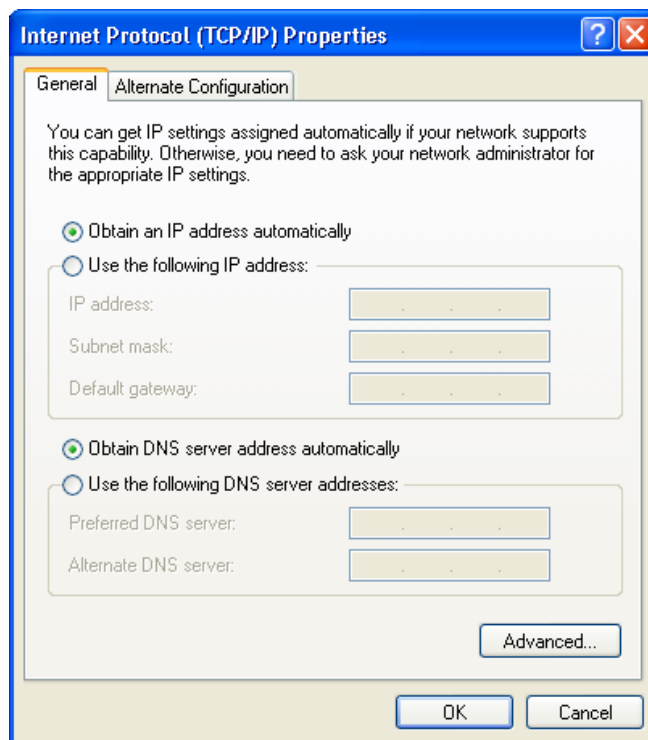 Internet Protocol (TCP/IP) Properties
General
Alternate Configuration
You can get IP settings assigned automatically if your network supports
this capability. Otherwise, you need to ask your network administrator for
the appropriate IP settings.
Obtain an IP address automatically
Use the following IP address:
IP address:
Subnet mask:
Default gateway:
Obtain DNS server address automatically
Use the following DNS server addresses:
Preferred DNS server:
Alternate DNS server:
Advanced...
OK
Cancel